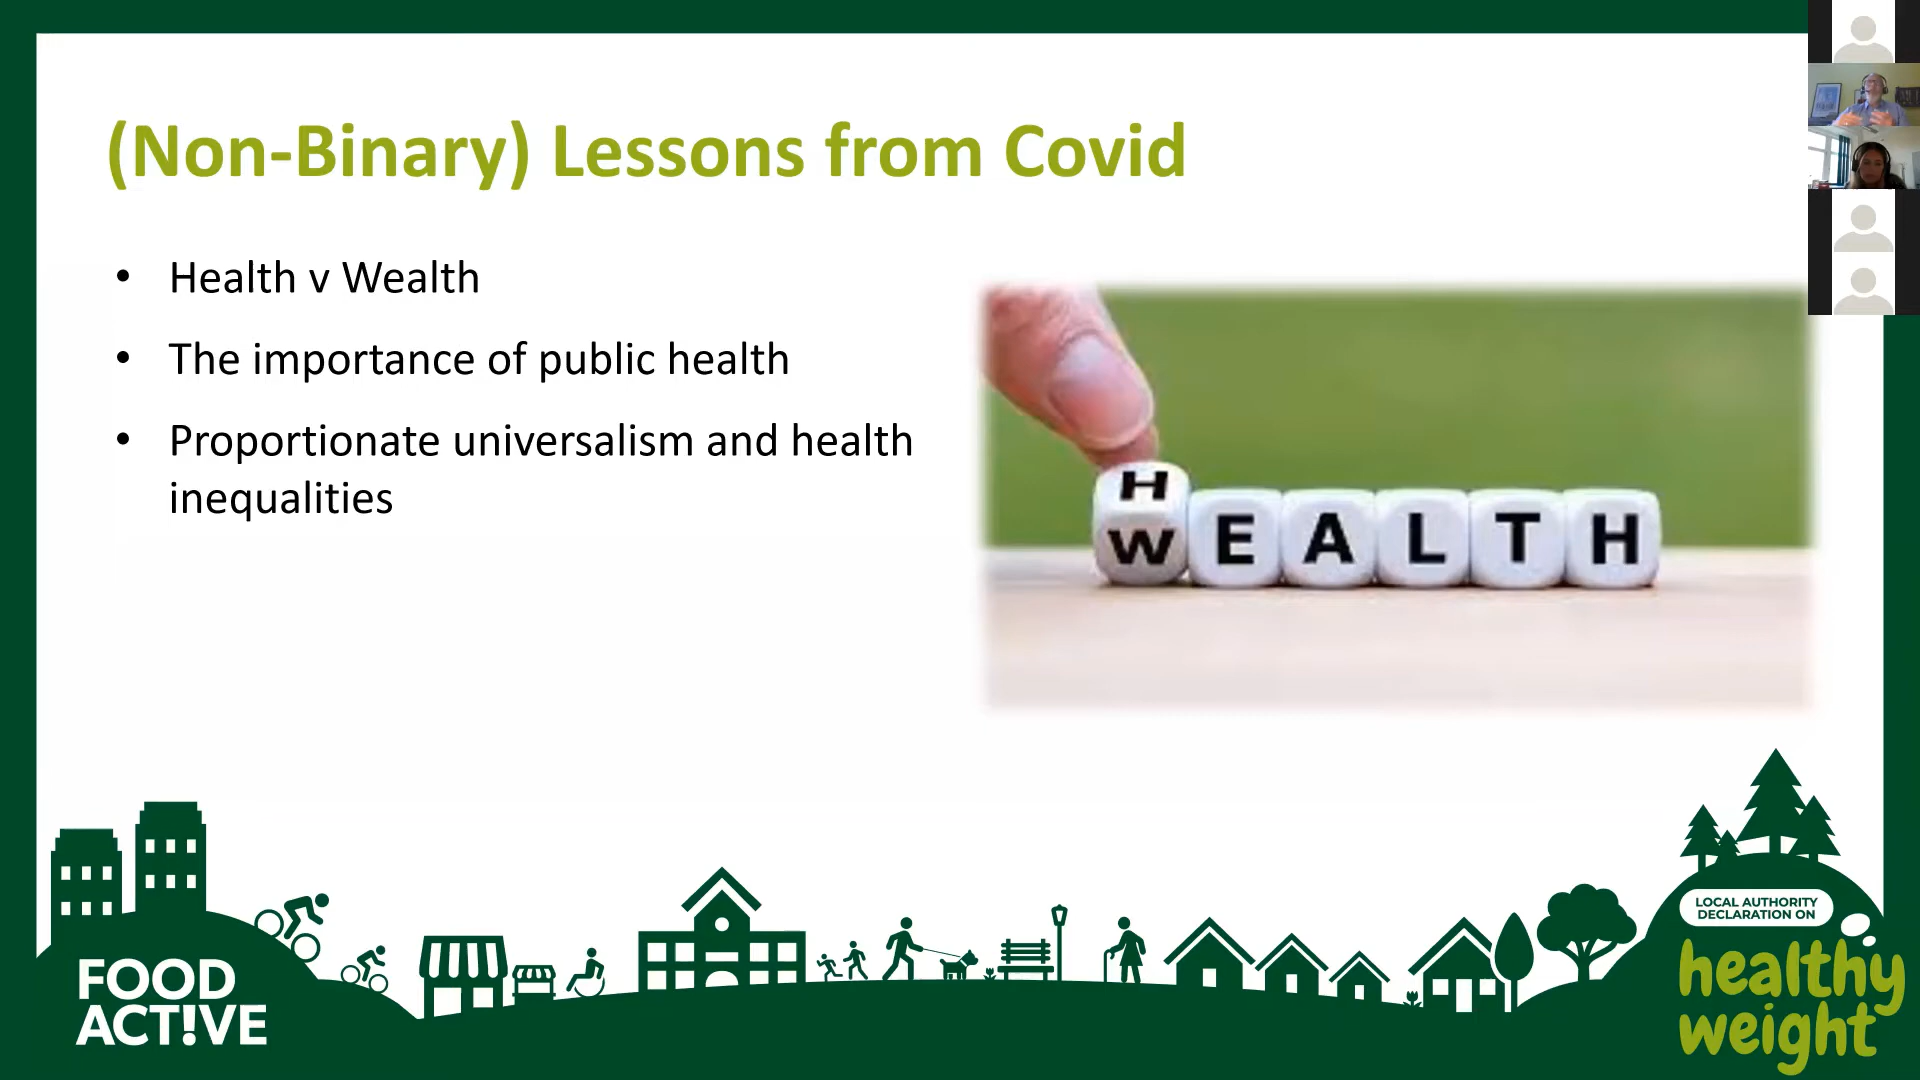 (Non-Binary) Lessons from Covid
• Health v Wealth
• The importance of public health
• Proportionate universalism and health
inequalities
H
WEALTH
FOOD
ACT!VE
LOCAL AUTHORITY
DECLARATION ON
healthy
weight